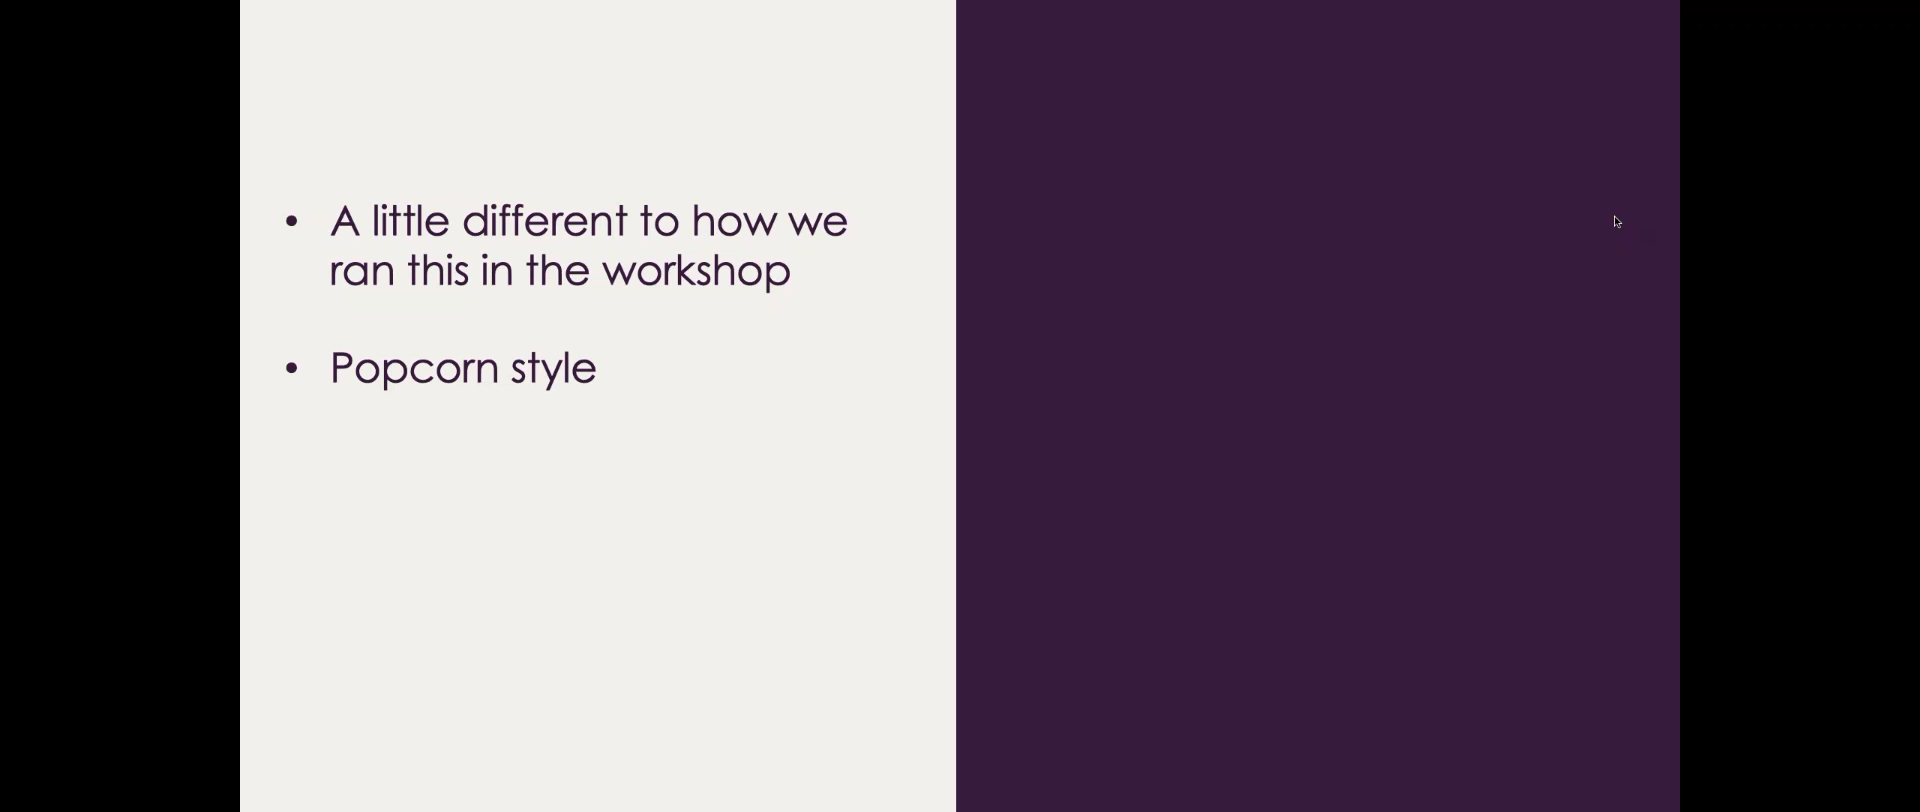 • A little different to how we
ran this in the workshop
• Popcorn style